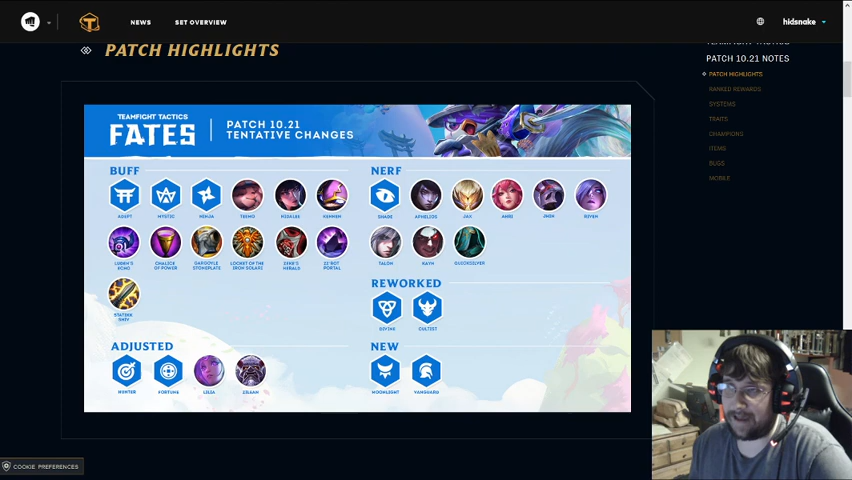 NEWS
SET OVERVIEW
hidsnake
PATCH HIGHLIGHTS
TEAMFIGHT TACTICS
PATCH 10.21 NOTES
PATCH HIGHLIGHTS
RANKED REWARDS
SYSTEMS
TRAITS
CHAMPIONS
ITEMS
BUGS
MOBILE
TEAMFIGHT TACTICS
FATES
PATCH 10.21
TENTATIVE CHANGES
BUFF
ADEPT MYSTIC NINJA TEEMO NIDALEE KENNEN
LUDEN'S ECHO
CHALICE OF POWER
GARGOYLE STONEPLATE
LOCKET OF THE IRON SOLARI
ZEKE'S HERALD
ZZ'ROT PORTAL
STATIKK SHIV
NERF
SHADE APHELIOS JAX AHRI JHIN RIVEN
TALON KAYN QUICKSILVER
REWORKED
DIVINE CULTIST
ADJUSTED
HUNTER FORTUNE LILLIA ZILEAN
NEW
MOONLIGHT VANGUARD
COOKIE PREFERENCES